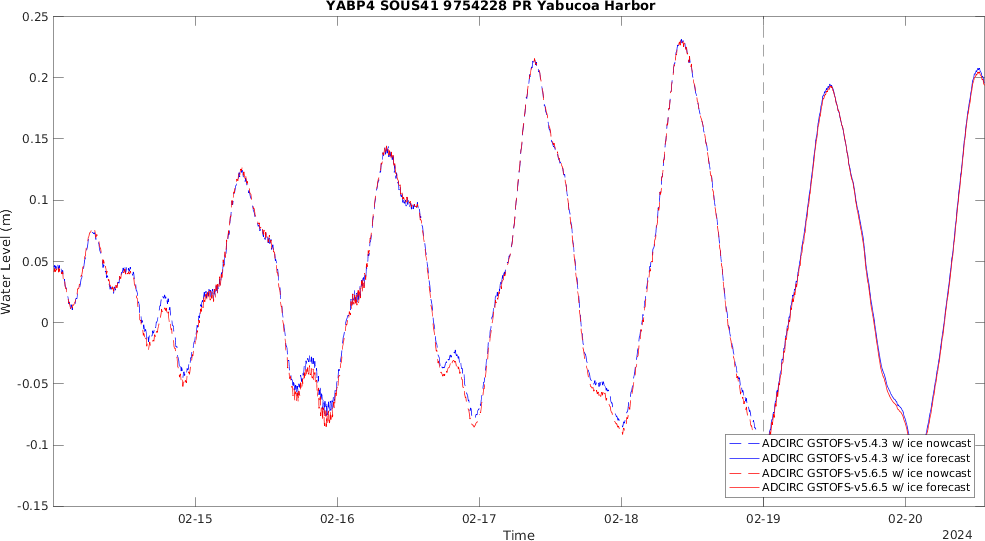 YABP4 SOUS41 9754228 PR Yabucoa Harbor
0.25
0.2
0.15
0.1
0.05
0
-0.05
-0.1
-0.15
Water Level (m)
02-15
02-16
02-17
02-18
02-19
02-20
Time
2024
ADCIRC GSTOFS-v5.4.3 w/ ice nowcast
ADCIRC GSTOFS-v5.4.3 w/ ice forecast
ADCIRC GSTOFS-v5.6.5 w/ ice nowcast
ADCIRC GSTOFS-v5.6.5 w/ ice forecast